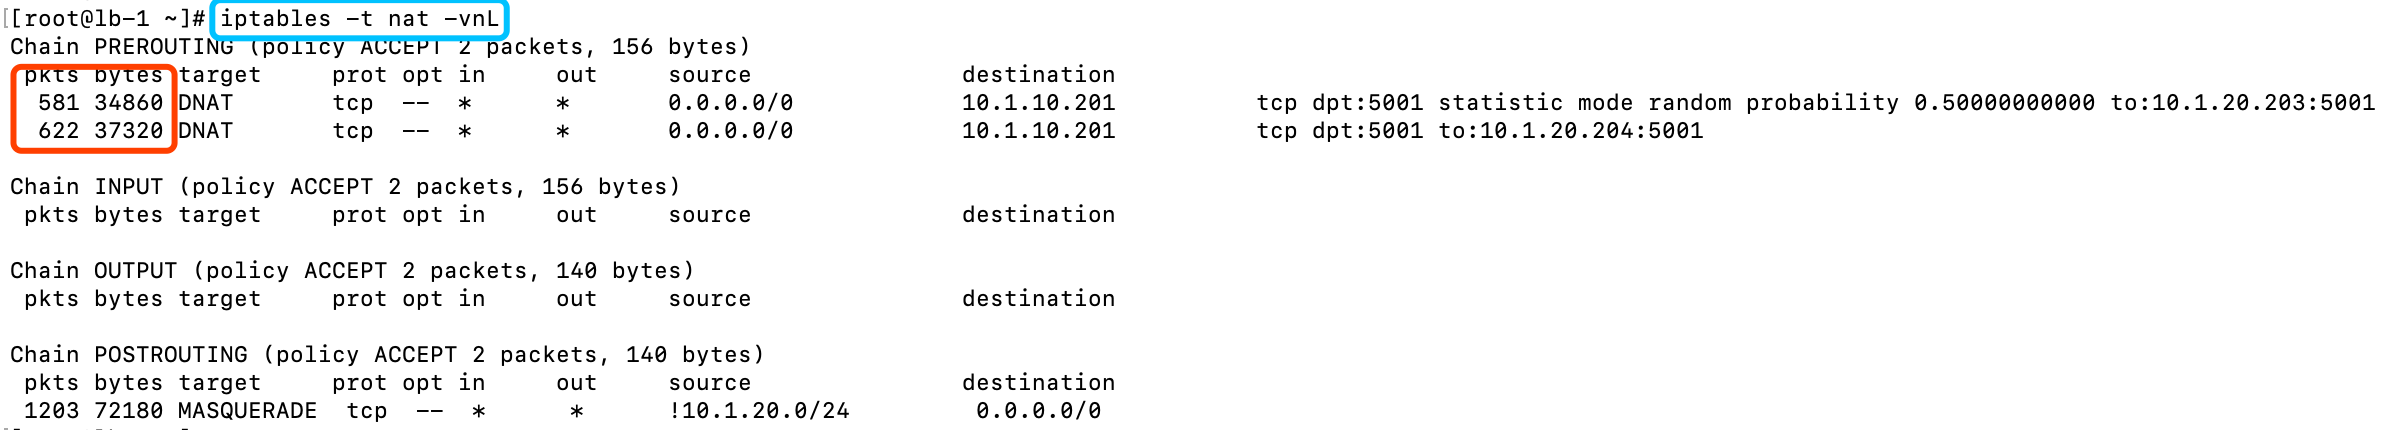 [[root@lb-1 ~]# iptables -t nat -vnL
Chain PREROUTING (policy ACCEPT 2 packets, 156 bytes)
 pkts bytes target     prot opt in     out     source               destination
  581 34860 DNAT       tcp  --  *      *       0.0.0.0/0            10.1.10.201          tcp dpt:5001 statistic mode random probability 0.50000000000 to:10.1.20.203:5001
  622 37320 DNAT       tcp  --  *      *       0.0.0.0/0            10.1.10.201          tcp dpt:5001 to:10.1.20.204:5001
Chain INPUT (policy ACCEPT 2 packets, 156 bytes)
 pkts bytes target     prot opt in     out     source               destination
Chain OUTPUT (policy ACCEPT 2 packets, 140 bytes)
 pkts bytes target     prot opt in     out     source               destination
Chain POSTROUTING (policy ACCEPT 2 packets, 140 bytes)
 pkts bytes target     prot opt in     out     source               destination
 1203 72180 MASQUERADE  tcp  --  *      *       !10.1.20.0/24         0.0.0.0/0